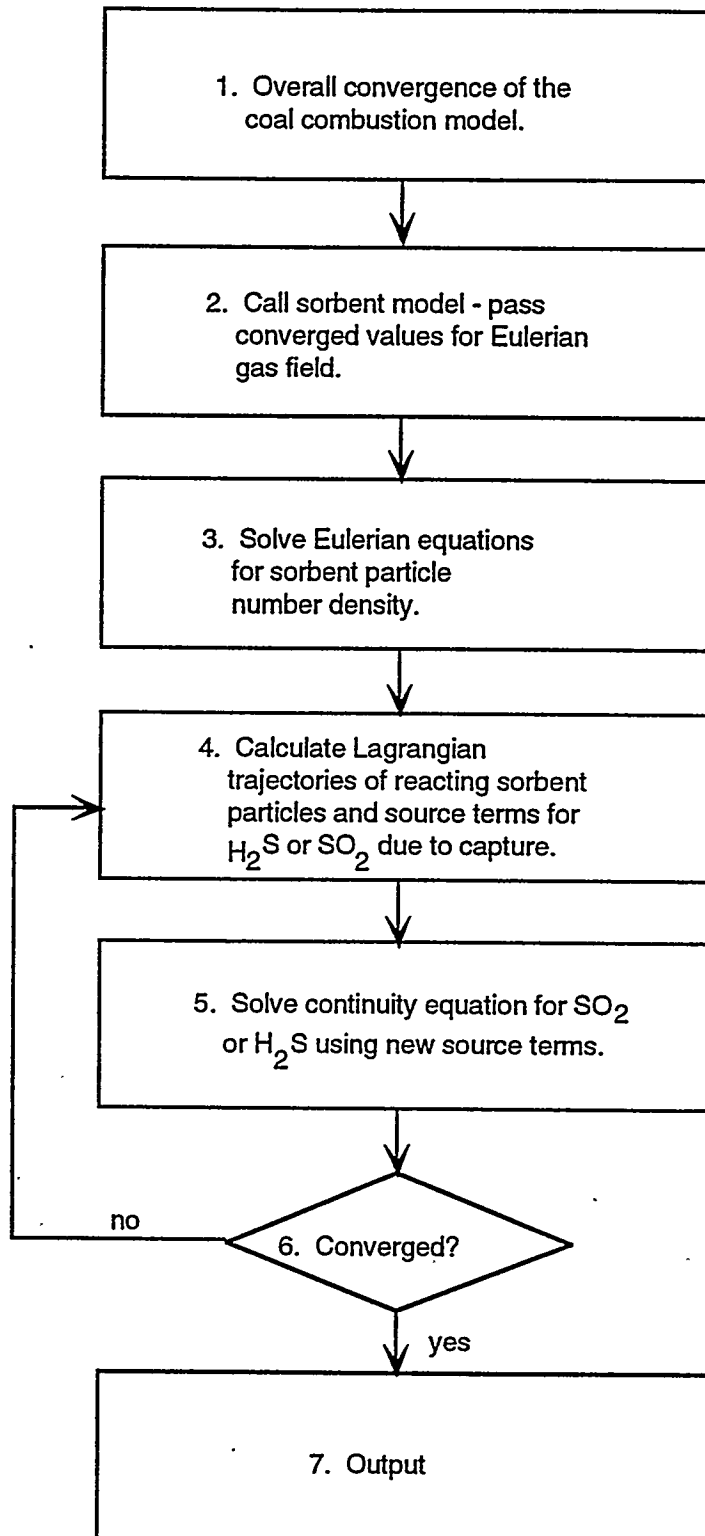 1. Overall convergence of the
coal combustion model.
2. Call sorbent model - pass
converged values for Eulerian
gas field.
3. Solve Eulerian equations
for sorbent particle
number density.
4. Calculate Lagrangian
trajectories of reacting sorbent
particles and source terms for
H2S or SO2 due to capture.
5. Solve continuity equation for SO2
or H2S using new source terms.
no
6. Converged?
yes
7. Output